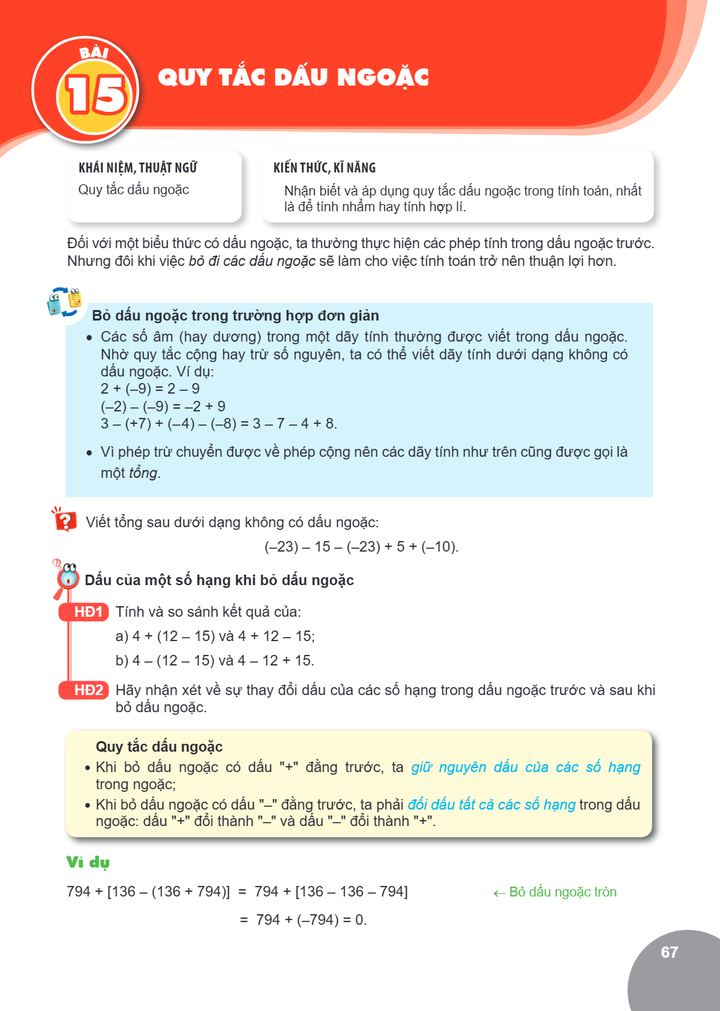 BÀI
15
QUY TẮC DẤU NGOẶC
KHÁI NIỆM, THUẬT NGỮ
Quy tắc dấu ngoặc
KIẾN THỨC, KĨ NĂNG
Nhận biết và áp dụng quy tắc dấu ngoặc trong tính toán, nhất
là để tính nhẩm hay tính hợp lí.
Đối với một biểu thức có dấu ngoặc, ta thường thực hiện các phép tính trong dấu ngoặc trước.
Nhưng đôi khi việc bỏ đi các dấu ngoặc sẽ làm cho việc tính toán trở nên thuận lợi hơn.
Bỏ dấu ngoặc trong trường hợp đơn giản
• Các số âm (hay dương) trong một dãy tính thường được viết trong dấu ngoặc.
Nhờ quy tắc cộng hay trừ số nguyên, ta có thể viết dãy tính dưới dạng không có
dấu ngoặc. Ví dụ:
2 + (–9) = 2 – 9
(–2) – (–9) = –2 + 9
3 – (+7) + (–4) – (–8) = 3 – 7 – 4 + 8.
• Vì phép trừ chuyển được về phép cộng nên các dãy tính như trên cũng được gọi là
một tổng.
? Viết tổng sau dưới dạng không có dấu ngoặc:
(–23) – 15 – (–23) + 5 + (–10).
Dấu của một số hạng khi bỏ dấu ngoặc
HĐ1 Tính và so sánh kết quả của:
a) 4 + (12 – 15) và 4 + 12 – 15;
b) 4 – (12 – 15) và 4 – 12 + 15.
HĐ2 Hãy nhận xét về sự thay đổi dấu của các số hạng trong dấu ngoặc trước và sau khi
bỏ dấu ngoặc.
Quy tắc dấu ngoặc
• Khi bỏ dấu ngoặc có dấu "+" đằng trước, ta giữ nguyên dấu của các số hạng
trong ngoặc;
• Khi bỏ dấu ngoặc có dấu "–" đằng trước, ta phải đổi dấu tất cả các số hạng trong dấu
ngoặc: dấu "+" đổi thành "–" và dấu "–" đổi thành "+".
Ví dụ
794 + [136 – (136 + 794)] = 794 + [136 – 136 – 794] ← Bỏ dấu ngoặc tròn
= 794 + (–794) = 0.
67